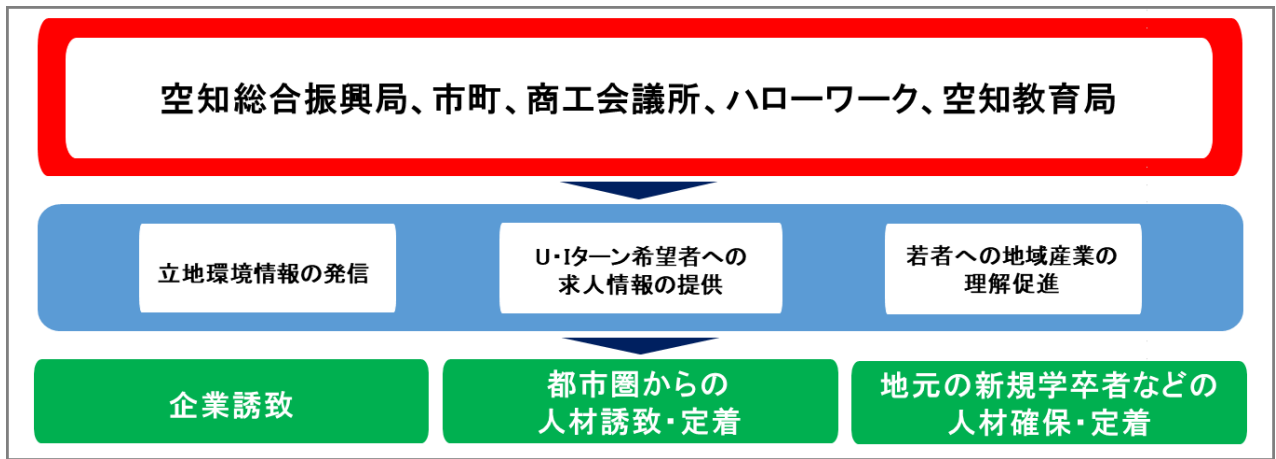 空知総合振興局、市町、商工会議所、ハローワーク、空知教育局
立地環境情報の発信
U・Iターン希望者への
求人情報の提供
若者への地域産業の
理解促進
企業誘致
都市圏からの
人材誘致・定着
地元の新規学卒者などの
人材確保・定着